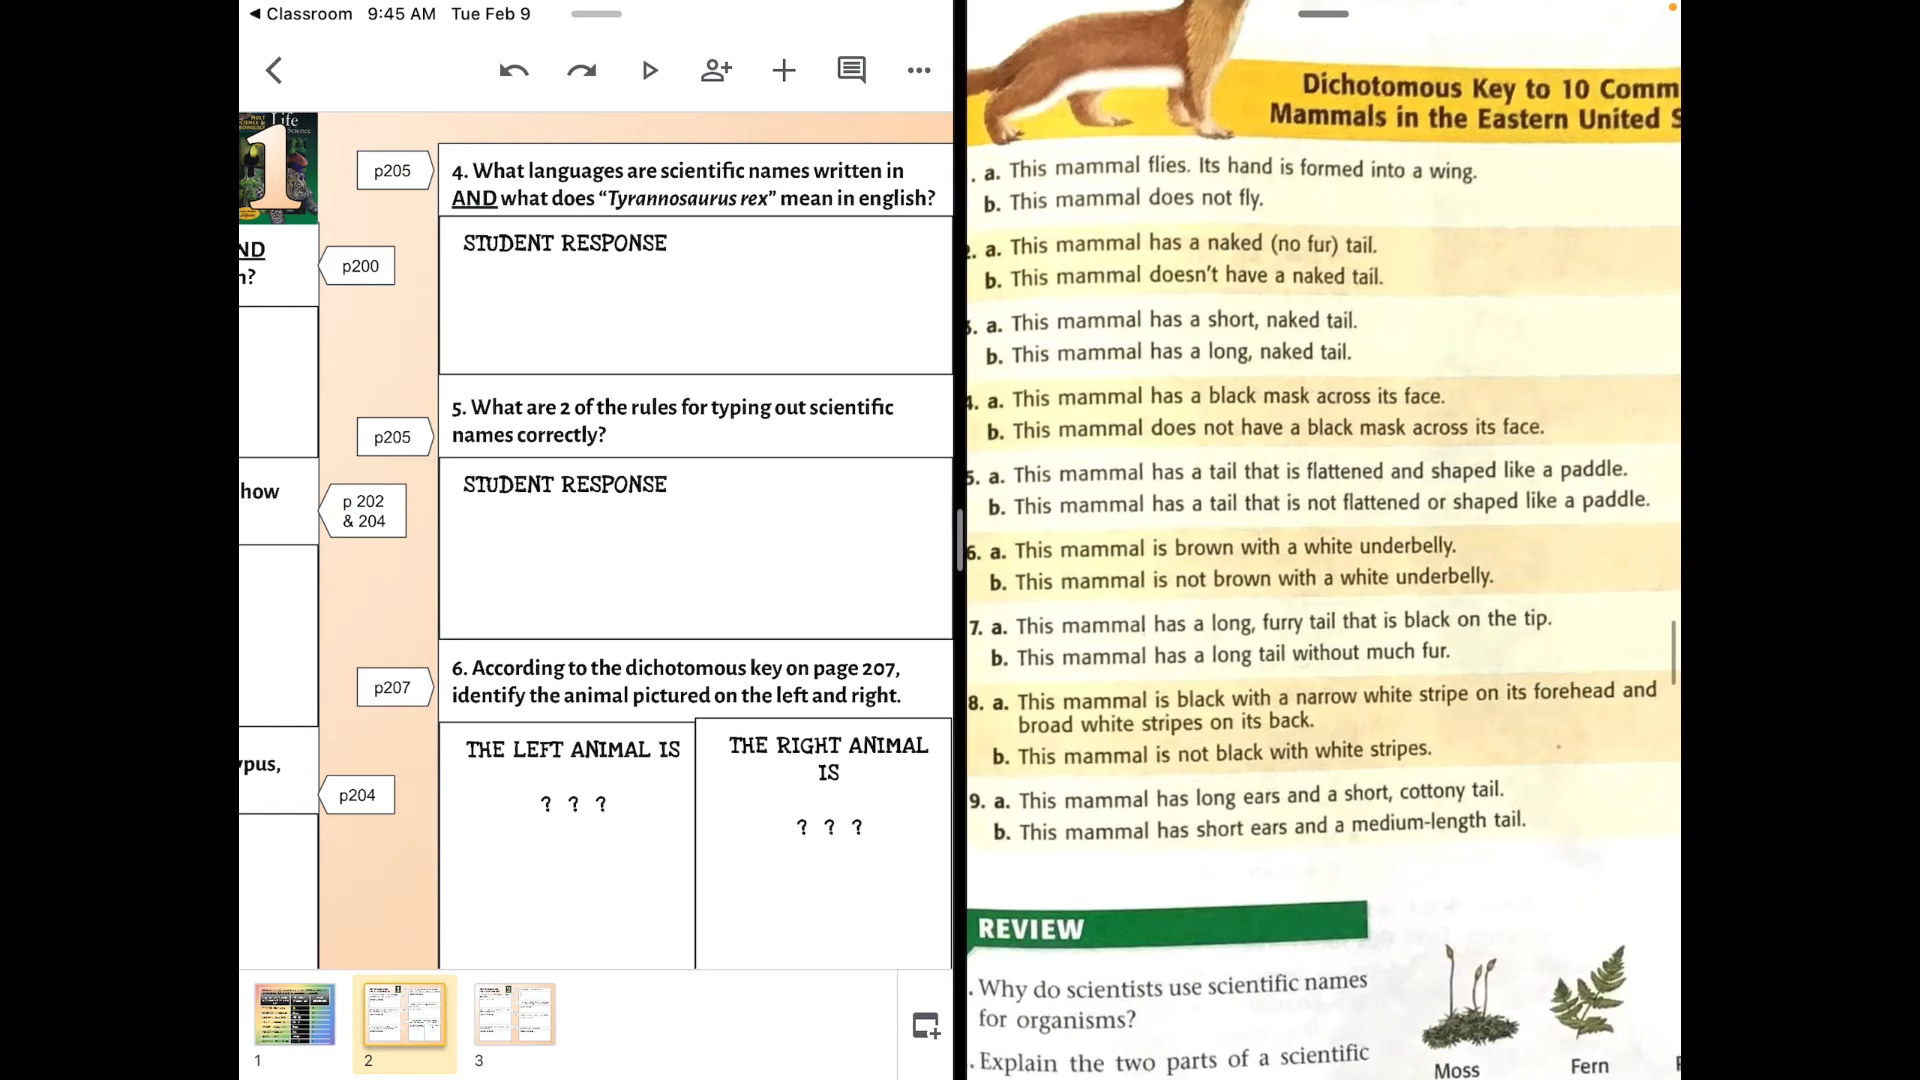 Classroom 9:45 AM Tue Feb 9
HOLT
SCIENCE &
TECHNOLOGY
Life
Science
1
ND
n?
p200
how
p 202
& 204
ypus,
p204
p205
4. What languages are scientific names written in
AND what does “Tyrannosaurus rex” mean in english?
STUDENT RESPONSE
p205
5. What are 2 of the rules for typing out scientific
names correctly?
STUDENT RESPONSE
p207
6. According to the dichotomous key on page 207,
identify the animal pictured on the left and right.
THE LEFT ANIMAL IS
? ? ?
THE RIGHT ANIMAL
IS
? ? ?
1
2
3
Dichotomous Key to 10 Comm
Mammals in the Eastern United S
. a. This mammal flies. Its hand is formed into a wing.
b. This mammal does not fly.
2. a. This mammal has a naked (no fur) tail.
b. This mammal doesn’t have a naked tail.
3. a. This mammal has a short, naked tail.
b. This mammal has a long, naked tail.
4. a. This mammal has a black mask across its face.
b. This mammal does not have a black mask across its face.
5. a. This mammal has a tail that is flattened and shaped like a paddle.
b. This mammal has a tail that is not flattened or shaped like a paddle.
6. a. This mammal is brown with a white underbelly.
b. This mammal is not brown with a white underbelly.
7. a. This mammal has a long, furry tail that is black on the tip.
b. This mammal has a long tail without much fur.
8. a. This mammal is black with a narrow white stripe on its forehead and
broad white stripes on its back.
b. This mammal is not black with white stripes.
9. a. This mammal has long ears and a short, cottony tail.
b. This mammal has short ears and a medium-length tail.
REVIEW
. Why do scientists use scientific names
for organisms?
. Explain the two parts of a scientific
Moss
Fern